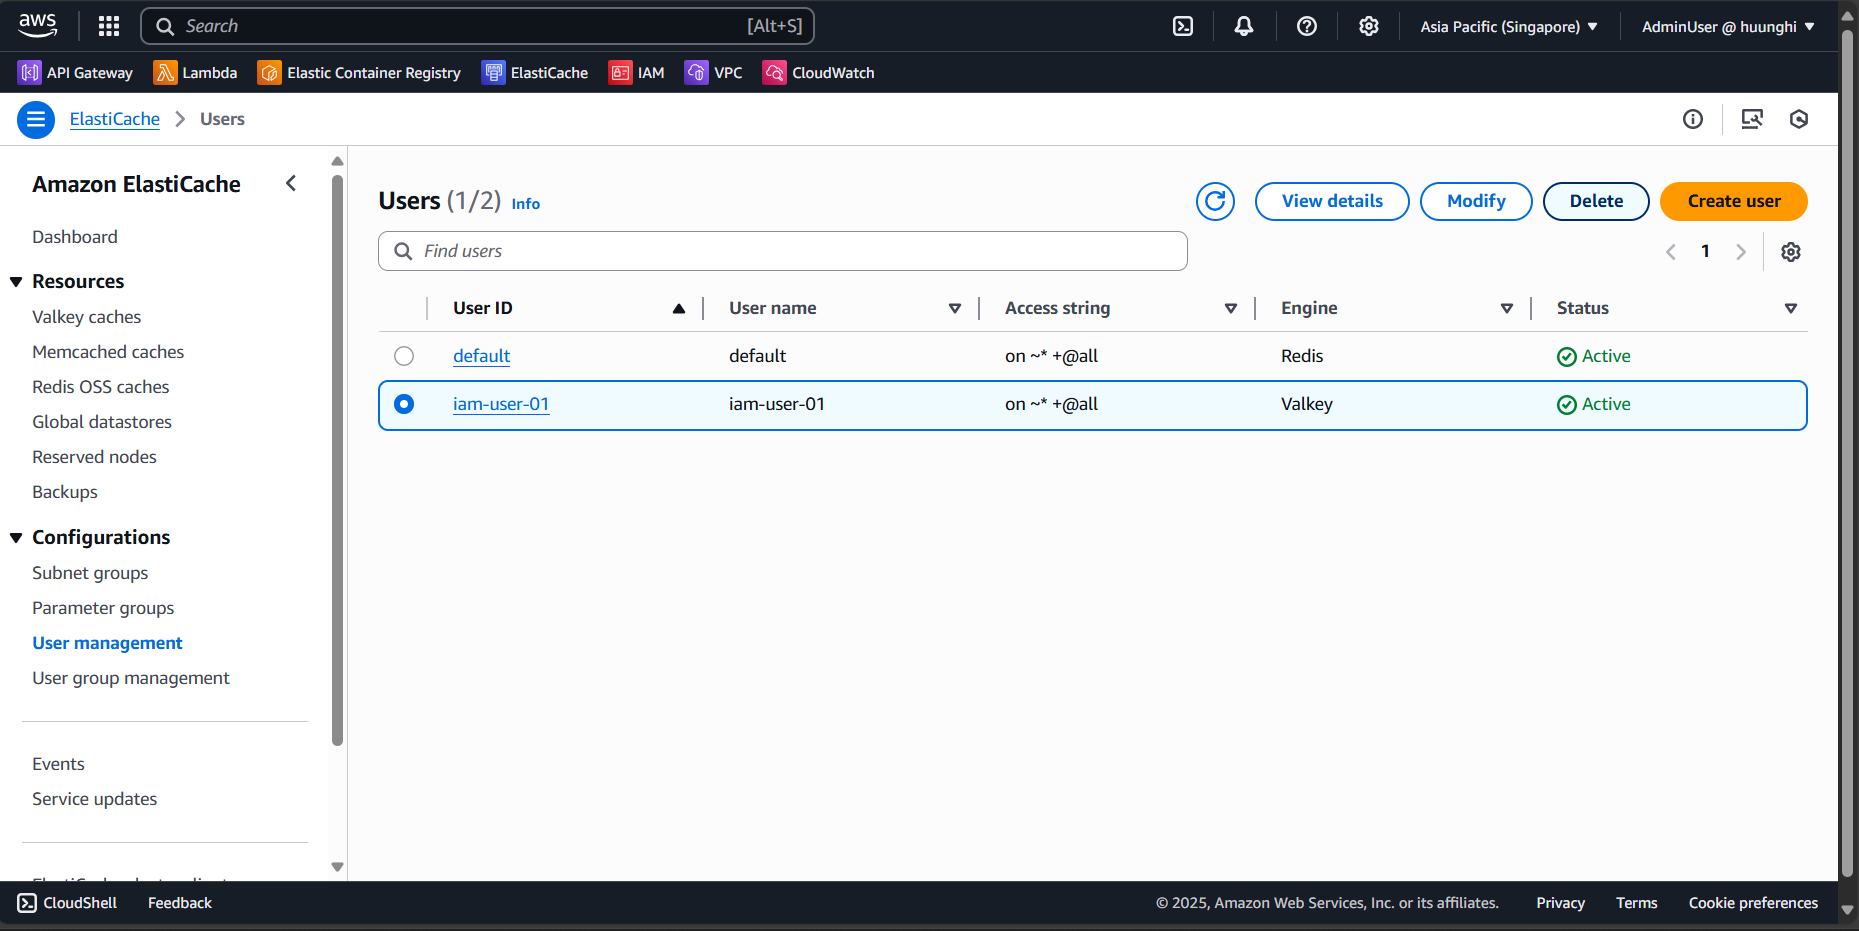 aws Search [Alt+S] Asia Pacific (Singapore) AdminUser @ huunghi
API Gateway Lambda Elastic Container Registry ElastiCache IAM VPC CloudWatch
ElastiCache Users
Amazon ElastiCache
Dashboard
Resources
Valkey caches
Memcached caches
Redis OSS caches
Global datastores
Reserved nodes
Backups
Configurations
Subnet groups
Parameter groups
User management
User group management
Events
Service updates
Users (1/2) Info View details Modify Delete Create user
Find users 1
User ID User name Access string Engine Status
default default on ~* +@all Redis Active
iam-user-01 iam-user-01 on ~* +@all Valkey Active
CloudShell Feedback © 2025, Amazon Web Services, Inc. or its affiliates. Privacy Terms Cookie preferences